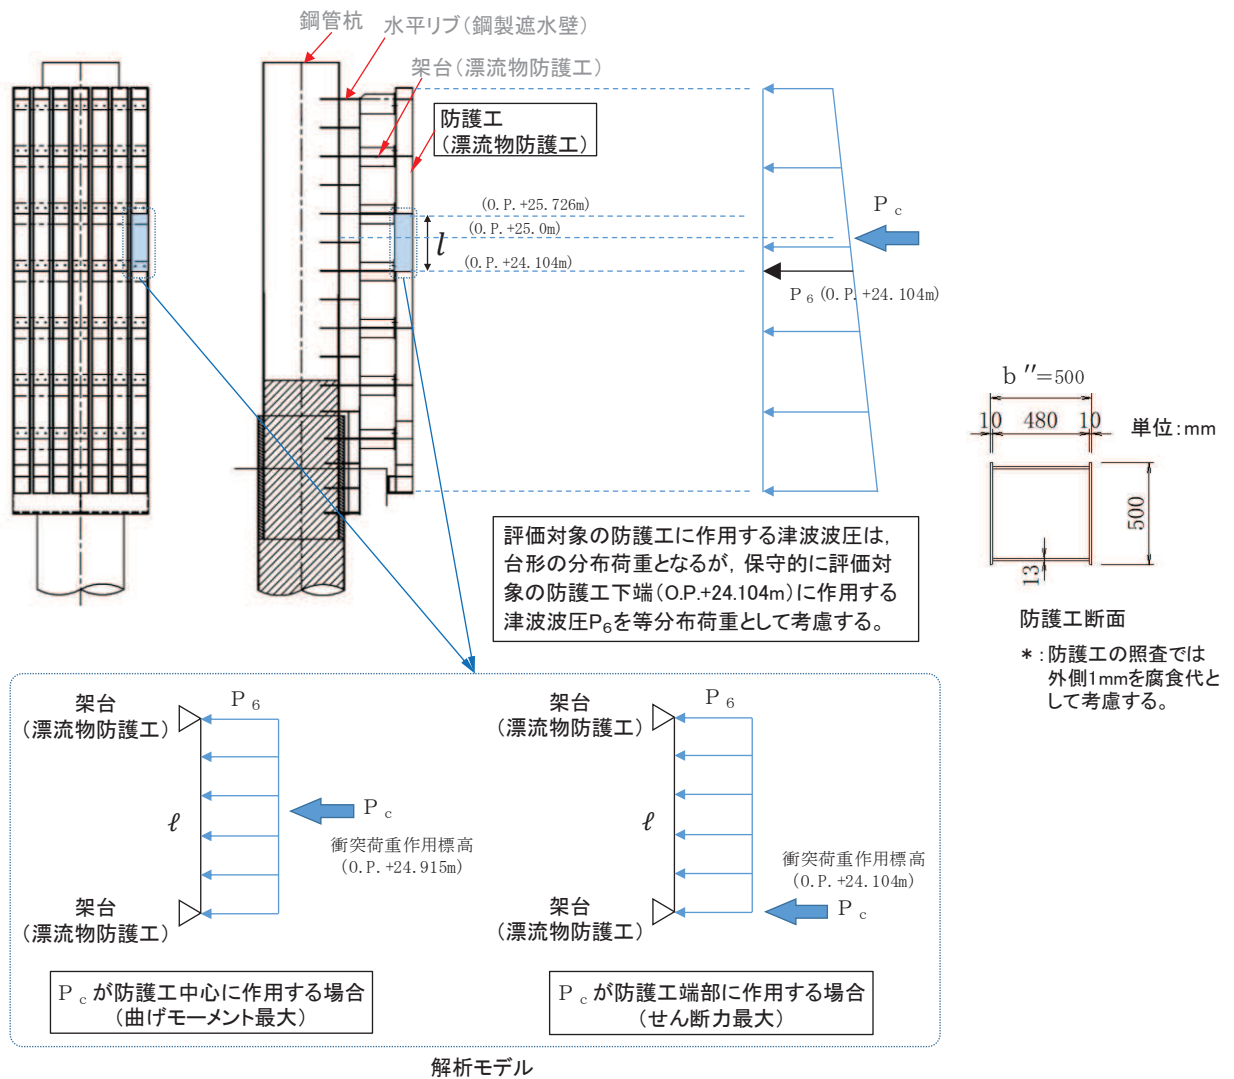 鋼管杭
水平リブ(鋼製遮水壁)
架台(漂流物防護工)
防護工
(漂流物防護工)
(O.P.+25.726m)
(O.P.+25.0m)
(O.P.+24.104m)
l
Pc
P6(O.P.+24.104m)
b″=500
10 480 10
単位:mm
500
13
防護工断面
*:防護工の照査では
外側1mmを腐食代と
して考慮する。
評価対象の防護工に作用する津波波圧は,
台形の分布荷重となるが, 保守的に評価対
象の防護工下端(O.P.+24.104m)に作用する
津波波圧P6を等分布荷重として考慮する。
架台
(漂流物防護工)
P6
ℓ
Pc
衝突荷重作用標高
(O.P.+24.915m)
架台
(漂流物防護工)
Pcが防護工中心に作用する場合
(曲げモーメント最大)
架台
(漂流物防護工)
P6
ℓ
衝突荷重作用標高
(O.P.+24.104m)
Pc
架台
(漂流物防護工)
Pcが防護工端部に作用する場合
(せん断力最大)
解析モデル